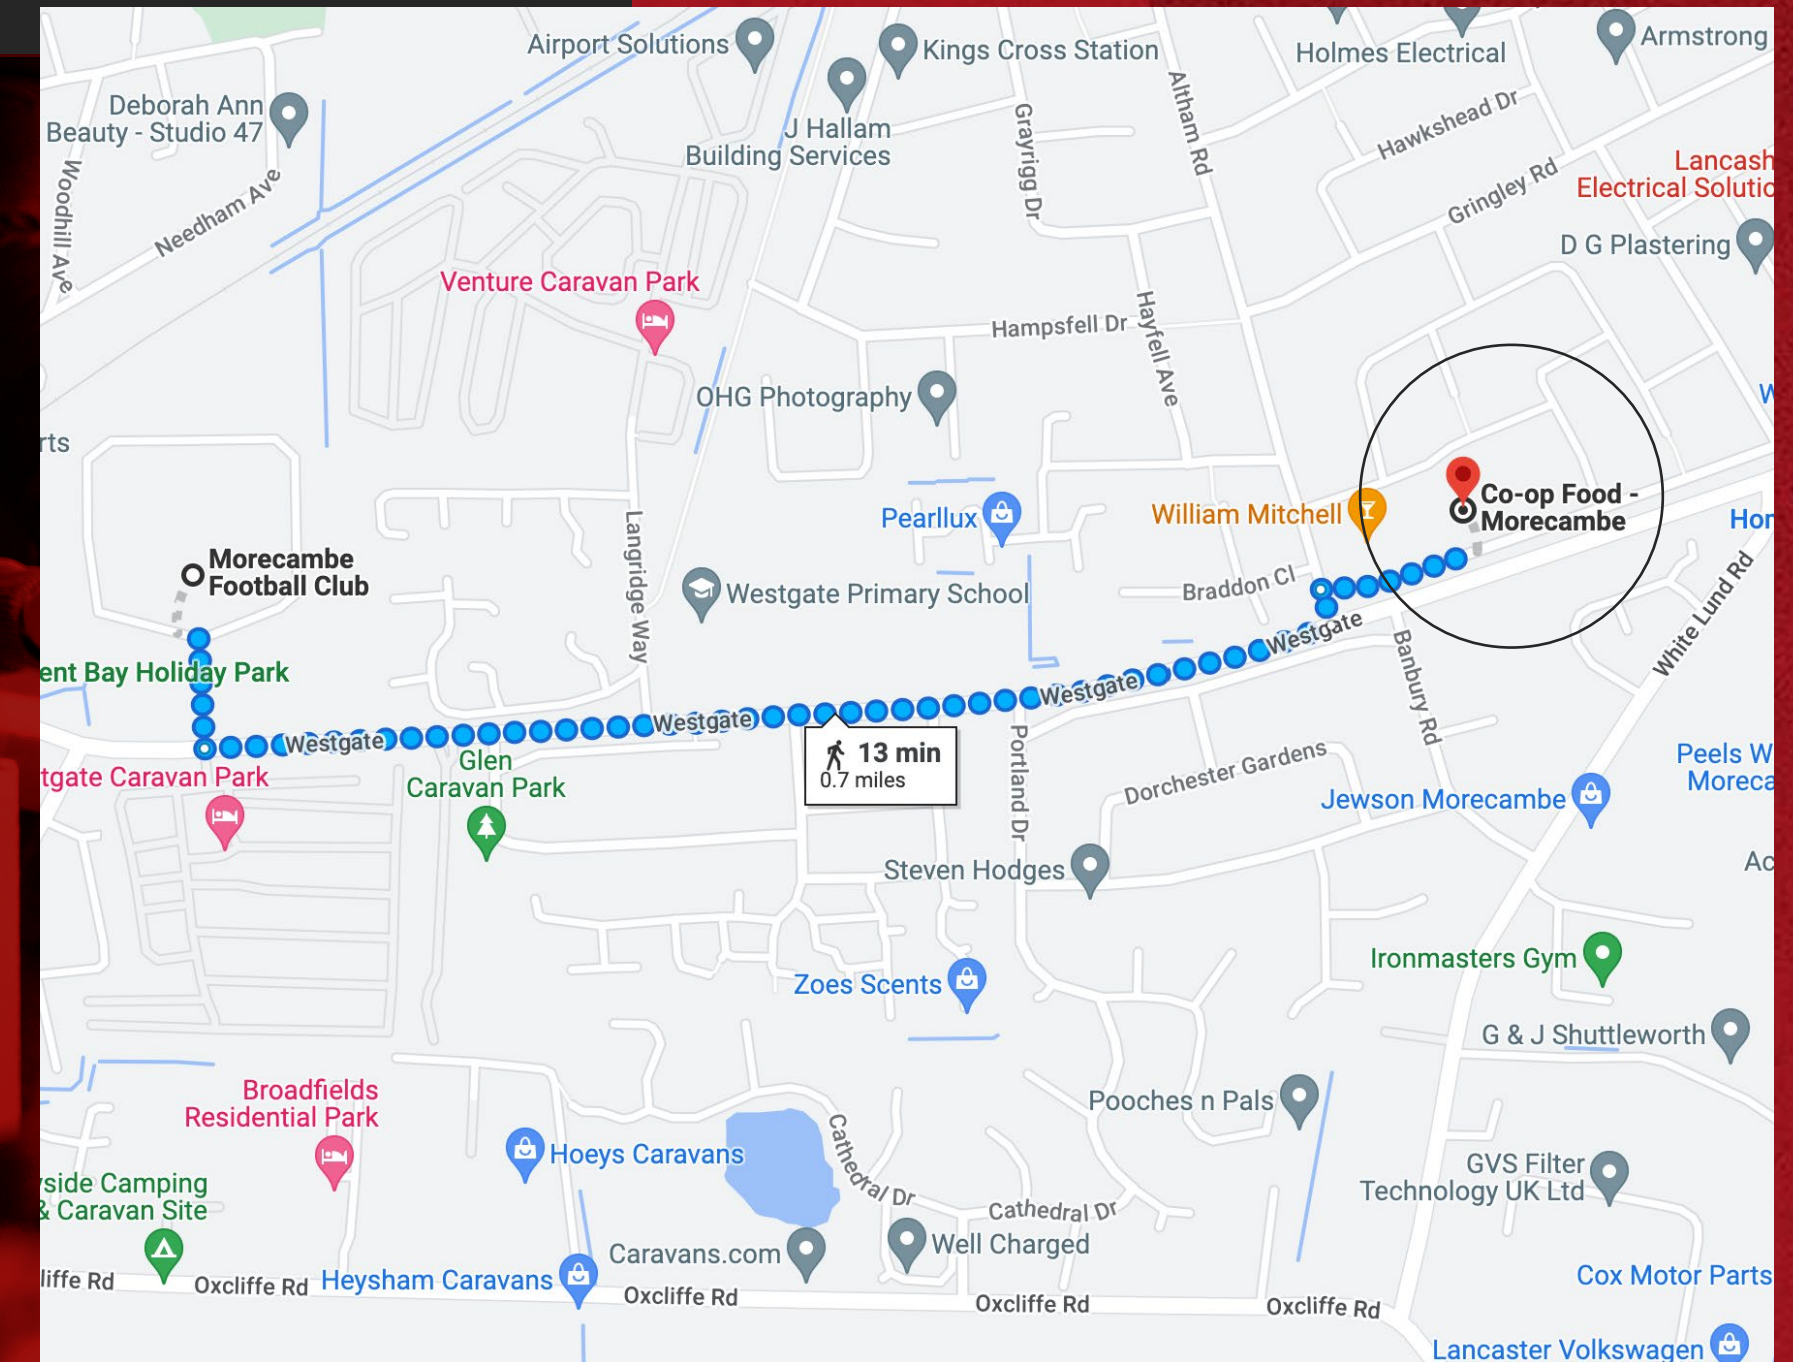 Airport Solutions
Kings Cross Station
Holmes Electrical
Armstrong
Deborah Ann
Beauty - Studio 47
J Hallam
Building Services
Grayrigg Dr
Altham Rd
Hawkshead Dr
Gringley Rd
Lancash
Electrical Solutio
Woodhill Ave
Needham Ave
D G Plastering
Venture Caravan Park
Hampsfell Dr
Hayfell Ave
OHG Photography
W
rts
Co-op Food -
Morecambe
Pearllux
William Mitchell
Hor
Langridge Way
Morecambe
Football Club
Westgate Primary School
Braddon Cl
White Lund Rd
Westgate
Banbury Rd
ent Bay Holiday Park
Westgate
Westgate
Westgate
13 min
0.7 miles
Portland Dr
Glen
Caravan Park
tgate Caravan Park
Dorchester Gardens
Peels W
Moreca
Jewson Morecambe
Steven Hodges
Ac
Ironmasters Gym
Zoes Scents
G & J Shuttleworth
Broadfields
Residential Park
Pooches n Pals
Hoeys Caravans
Cathedral Dr
GVS Filter
Technology UK Ltd
yside Camping
& Caravan Site
Cathedral Dr
Caravans.com
Well Charged
liffe Rd
Oxcliffe Rd
Heysham Caravans
Oxcliffe Rd
Oxcliffe Rd
Oxcliffe Rd
Cox Motor Parts
Lancaster Volkswagen